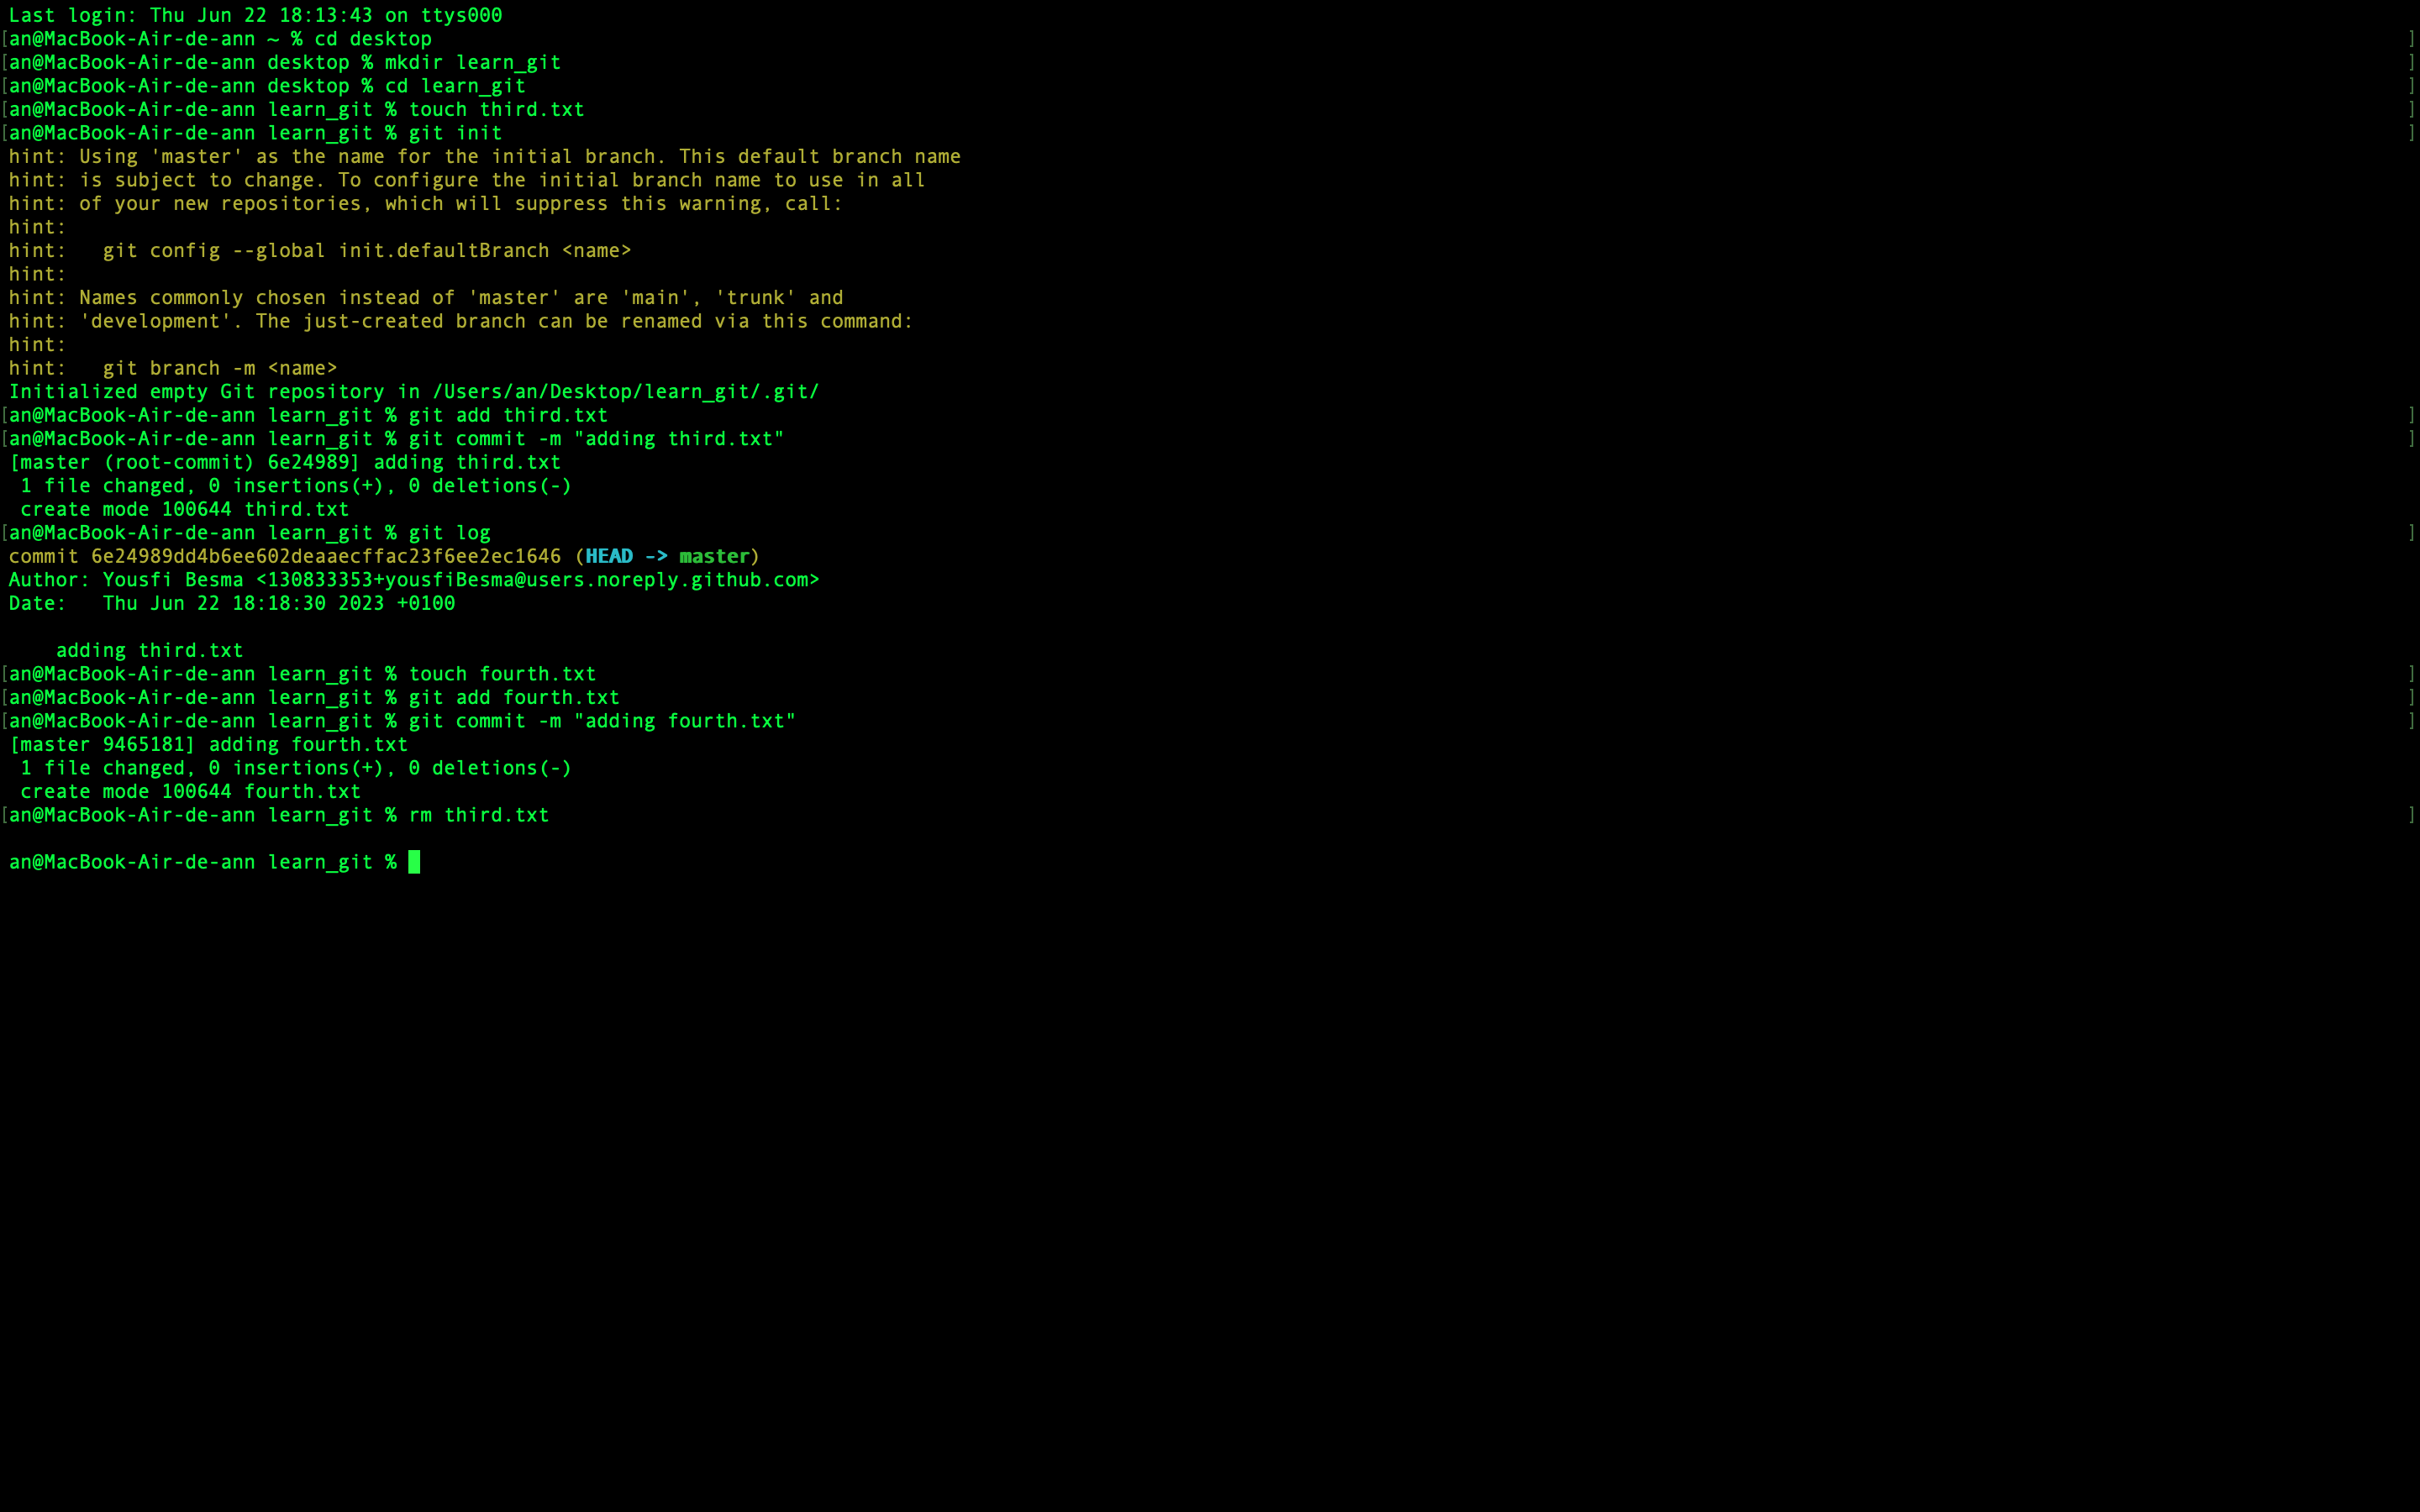 Last login: Thu Jun 22 18:13:43 on ttys000
[an@MacBook-Air-de-ann ~ % cd desktop ]
[an@MacBook-Air-de-ann desktop % mkdir learn_git ]
[an@MacBook-Air-de-ann desktop % cd learn_git ]
[an@MacBook-Air-de-ann learn_git % touch third.txt ]
[an@MacBook-Air-de-ann learn_git % git init ]
hint: Using 'master' as the name for the initial branch. This default branch name
hint: is subject to change. To configure the initial branch name to use in all
hint: of your new repositories, which will suppress this warning, call:
hint:
hint:   git config --global init.defaultBranch <name>
hint:
hint: Names commonly chosen instead of 'master' are 'main', 'trunk' and
hint: 'development'. The just-created branch can be renamed via this command:
hint:
hint:   git branch -m <name>
Initialized empty Git repository in /Users/an/Desktop/learn_git/.git/
[an@MacBook-Air-de-ann learn_git % git add third.txt ]
[an@MacBook-Air-de-ann learn_git % git commit -m "adding third.txt" ]
[master (root-commit) 6e24989] adding third.txt
 1 file changed, 0 insertions(+), 0 deletions(-)
 create mode 100644 third.txt
[an@MacBook-Air-de-ann learn_git % git log ]
commit 6e24989dd4b6ee602deaaecffac23f6ee2ec1646 (HEAD -> master)
Author: Yousfi Besma <130833353+yousfiBesma@users.noreply.github.com>
Date:   Thu Jun 22 18:18:30 2023 +0100

    adding third.txt
[an@MacBook-Air-de-ann learn_git % touch fourth.txt ]
[an@MacBook-Air-de-ann learn_git % git add fourth.txt ]
[an@MacBook-Air-de-ann learn_git % git commit -m "adding fourth.txt" ]
[master 9465181] adding fourth.txt
 1 file changed, 0 insertions(+), 0 deletions(-)
 create mode 100644 fourth.txt
[an@MacBook-Air-de-ann learn_git % rm third.txt ]

an@MacBook-Air-de-ann learn_git %